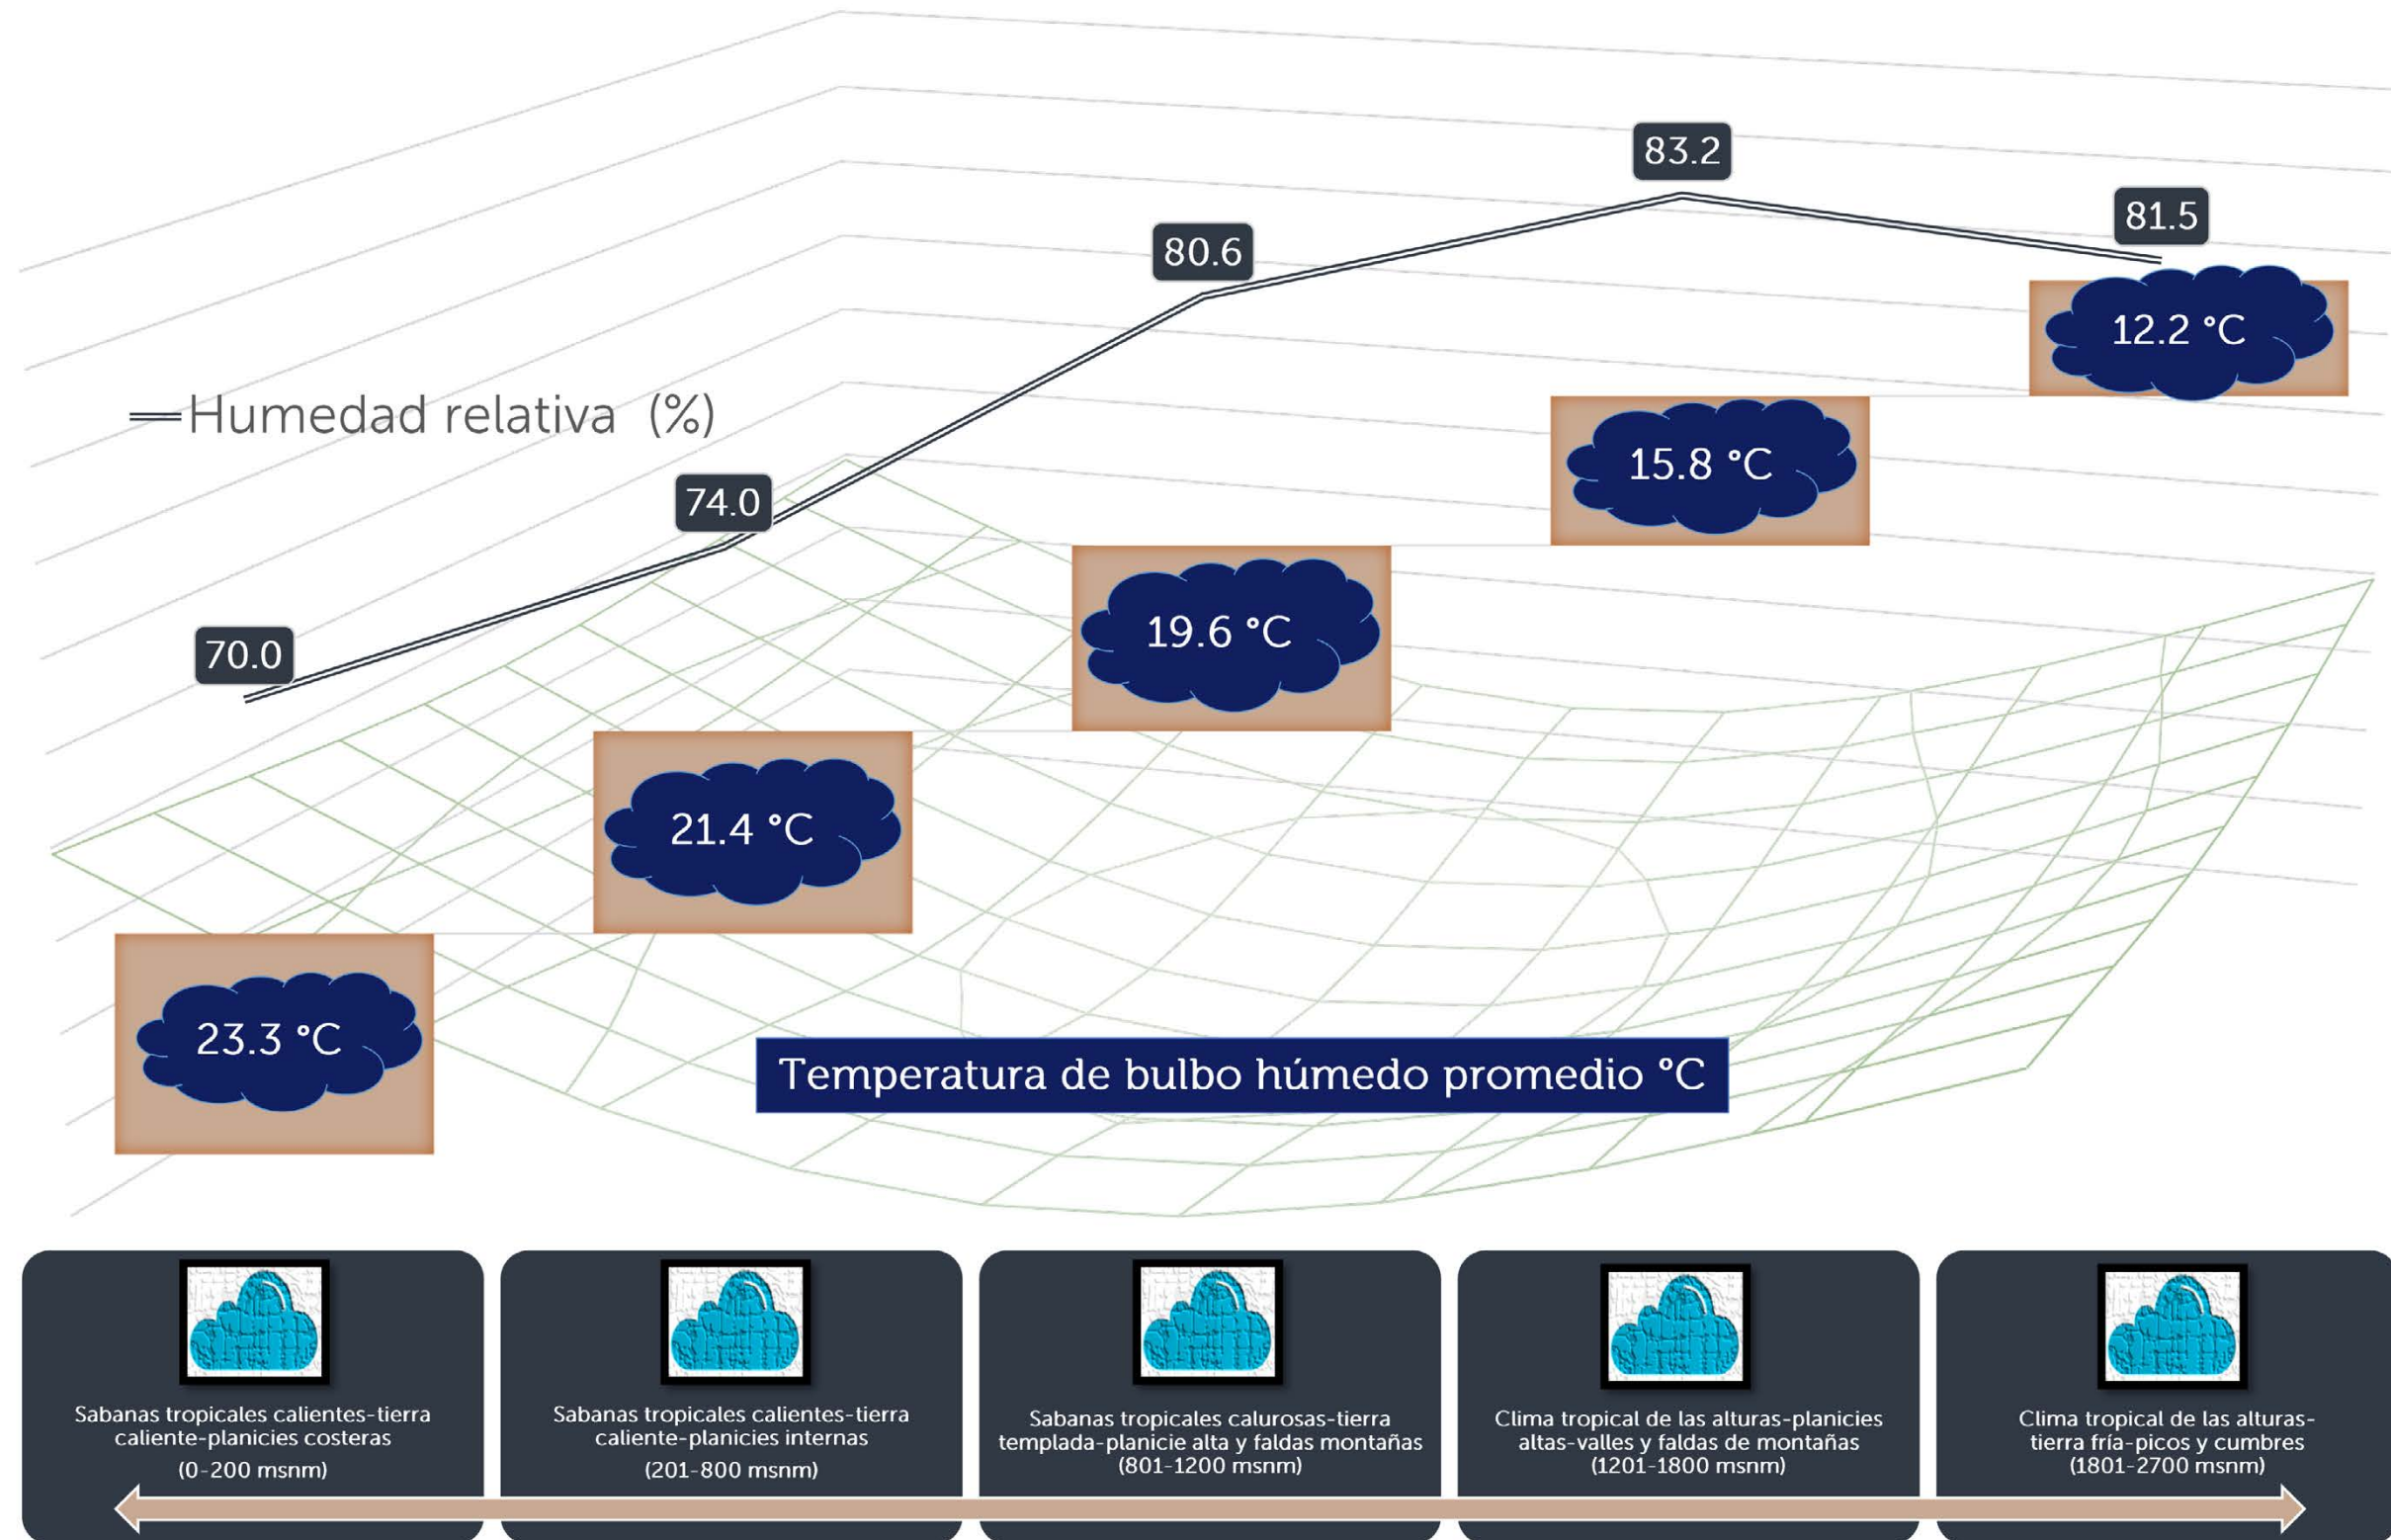 83.2
81.5
80.6
12.2 °C
Humedad relativa (%)
15.8 °C
74.0
19.6 °C
70.0
21.4 °C
23.3 °C
Temperatura de bulbo húmedo promedio °C
Sabanas tropicales calientes-tierra
caliente-planicies costeras
(0-200 msnm)
Sabanas tropicales calientes-tierra
caliente-planicies internas
(201-800 msnm)
Sabanas tropicales calurosas-tierra
templada-planicie alta y faldas montañas
(801-1200 msnm)
Clima tropical de las alturas-planicies
altas-valles y faldas de montañas
(1201-1800 msnm)
Clima tropical de las alturas-
tierra fría-picos y cumbres
(1801-2700 msnm)